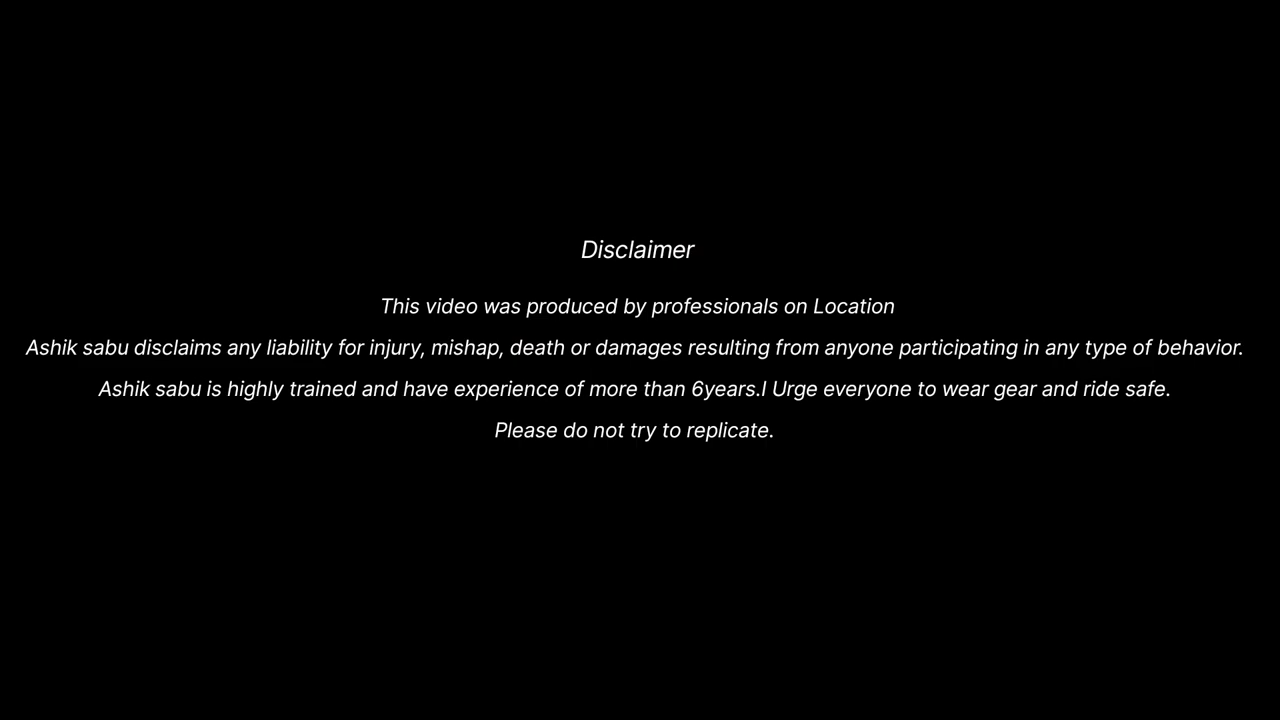 Disclaimer
This video was produced by professionals on Location
Ashik sabu disclaims any liability for injury, mishap, death or damages resulting from anyone participating in any type of behavior.
Ashik sabu is highly trained and have experience of more than 6years.I Urge everyone to wear gear and ride safe.
Please do not try to replicate.